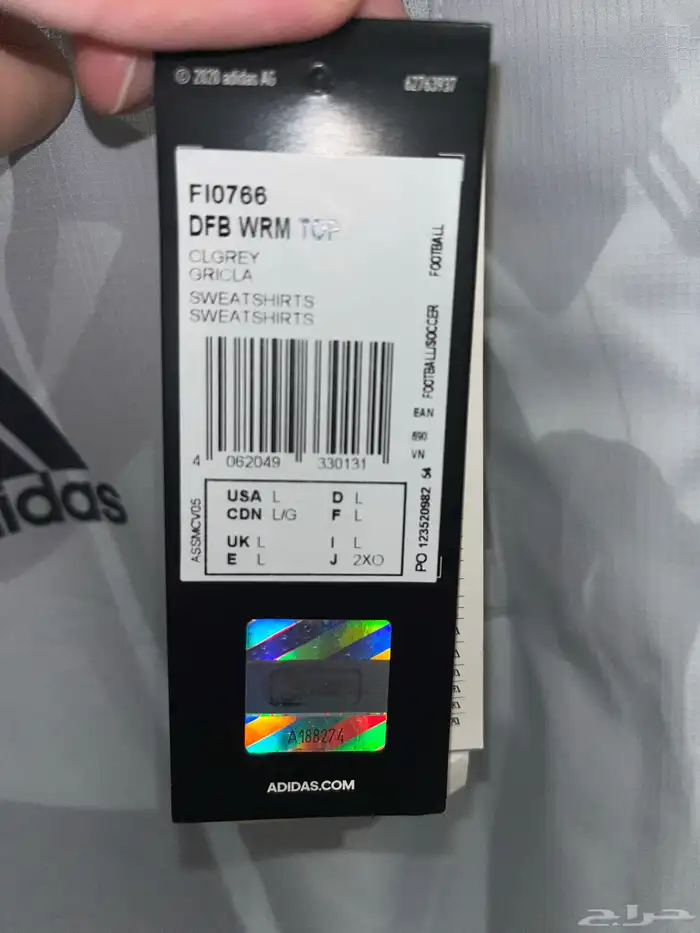 © 2020 adidas AG
62763937
FI0766
DFB WRM TOP
CLGREY
GRICLA
SWEATSHIRTS
SWEATSHIRTS
FOOTBALL
FOOTBALL/SOCCER
EAN
690
VN
4 062049 330131
ASSMCV05
USA L D L
CDN L/G F L
UK L I L
E L J 2XO
PO 123520982 54
A188274
ADIDAS.COM
adidas
حراج